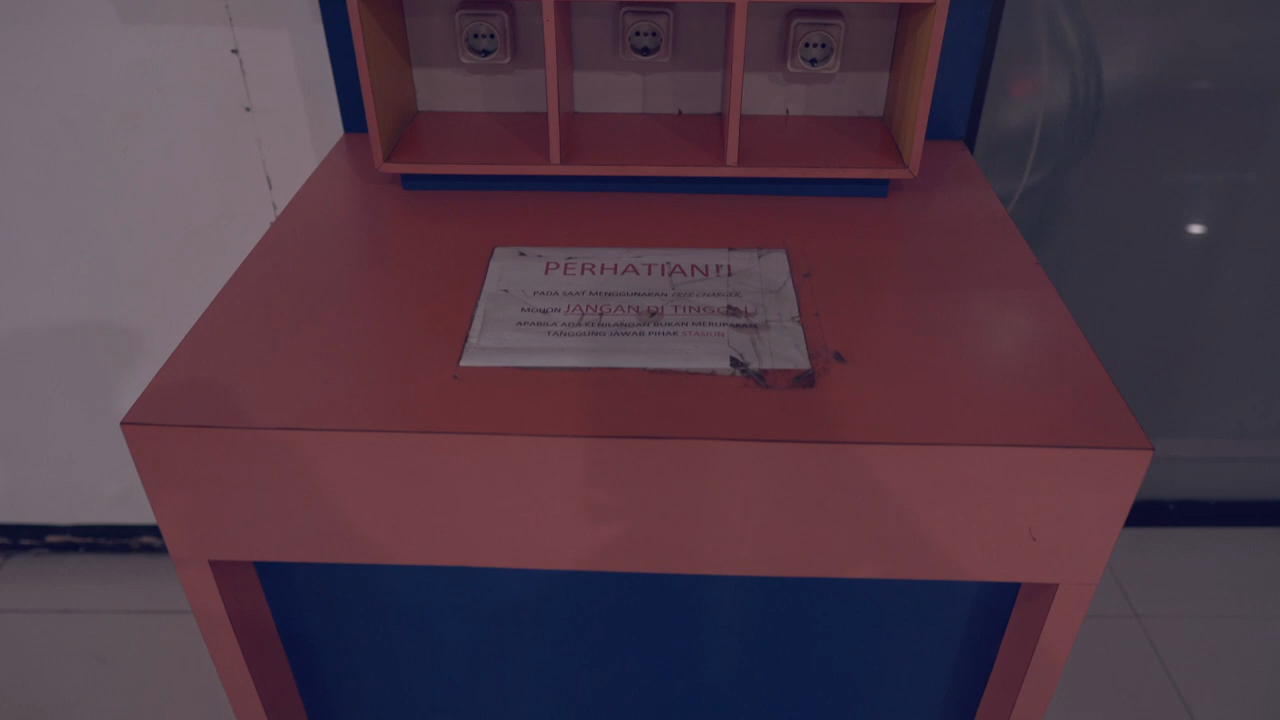 PERHATIAN!!
PADA SAAT MENGGUNAKAN FREE CHARGER,
MOHON JANGAN DI TINGGAL
APABILA ADA KEHILANGAN BUKAN MERUPAKAN
TANGGUNG JAWAB PIHAK STASIUN